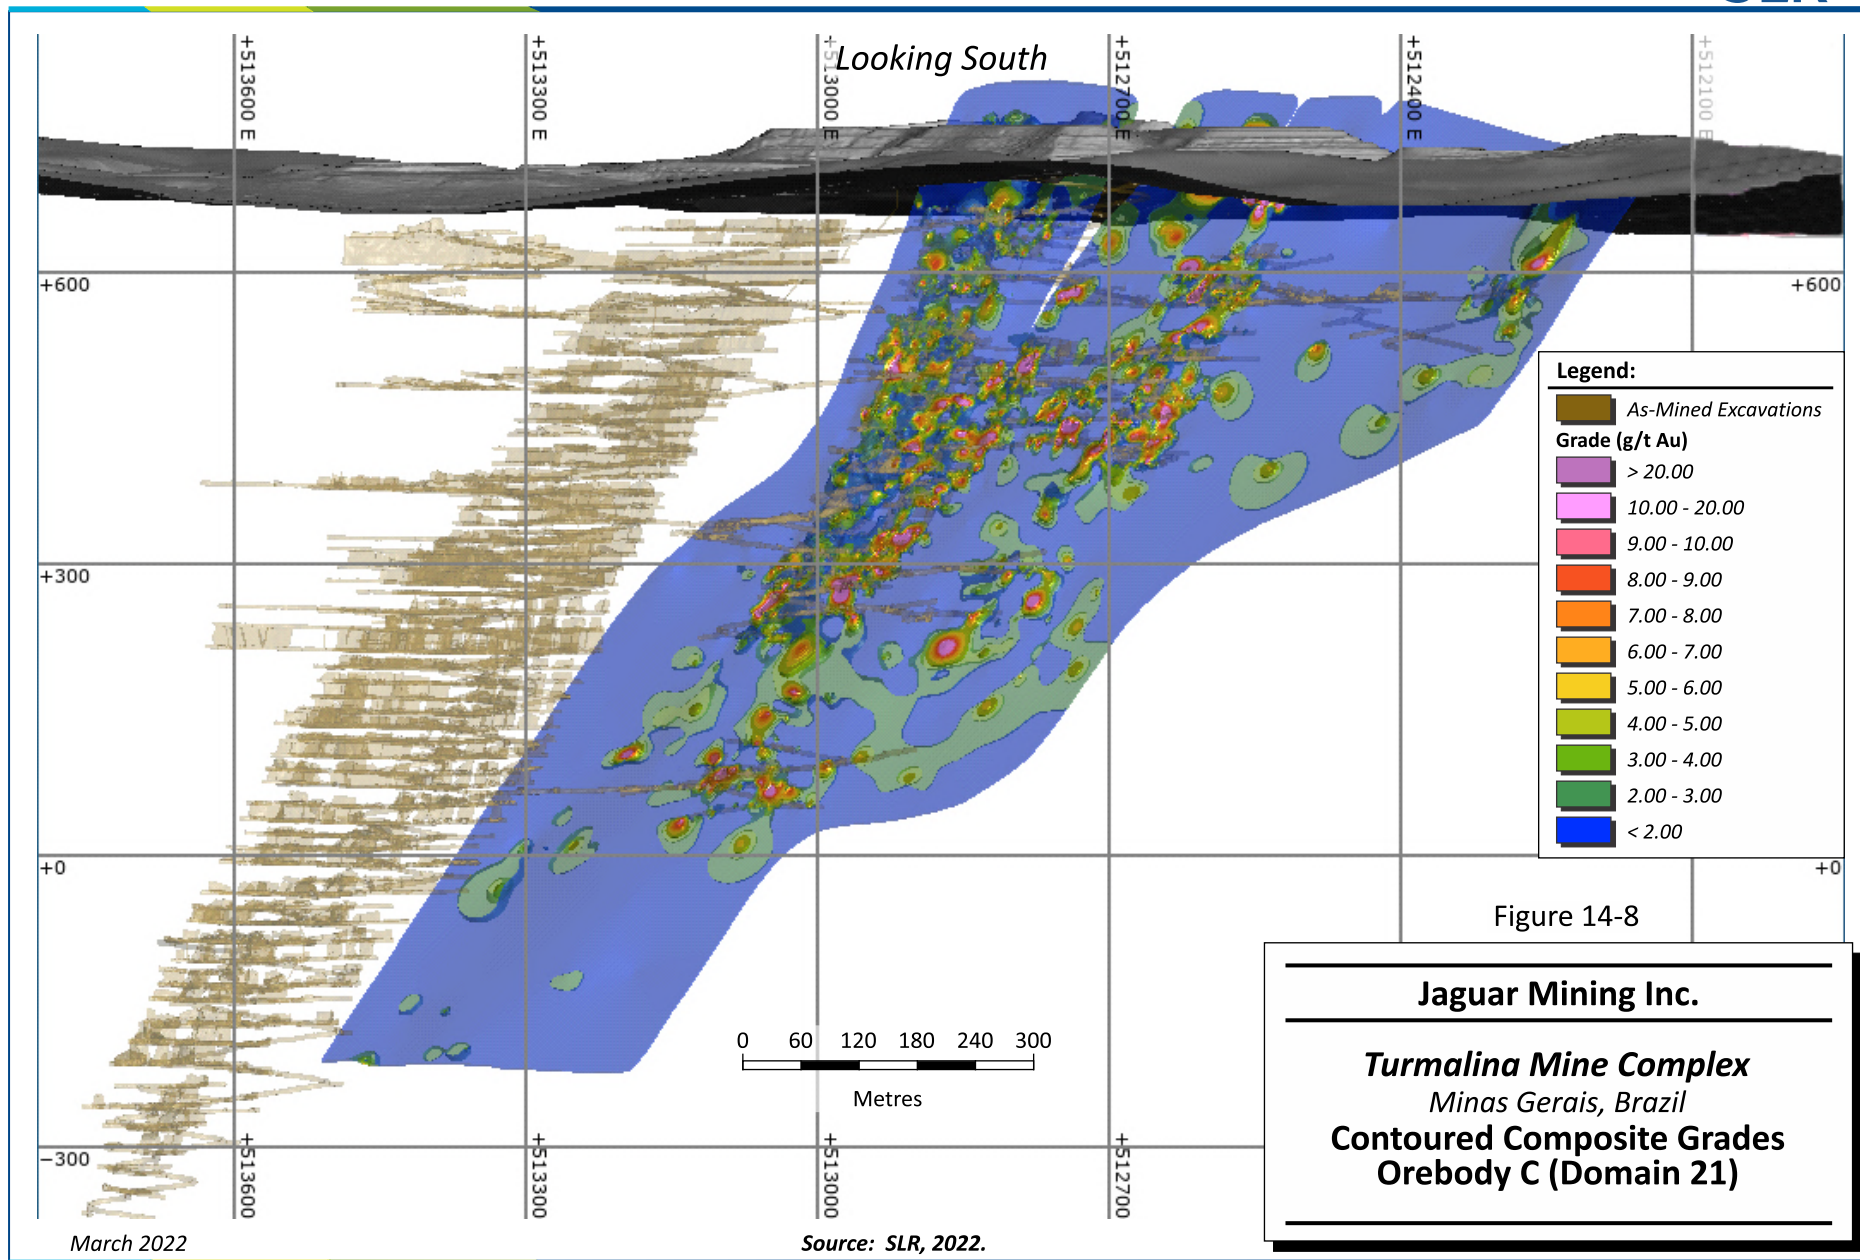 +513600 E
+513300 E
+513000 E
+512700 E
+512400 E
+512100 E
Looking South
+600
+600
+300
+0
+0
−300
Legend:
As-Mined Excavations
Grade (g/t Au)
> 20.00
10.00 - 20.00
9.00 - 10.00
8.00 - 9.00
7.00 - 8.00
6.00 - 7.00
5.00 - 6.00
4.00 - 5.00
3.00 - 4.00
2.00 - 3.00
< 2.00
0 60 120 180 240 300
Metres
+513600
+513300
+513000
+512700
Figure 14-8
Jaguar Mining Inc.
Turmalina Mine Complex
Minas Gerais, Brazil
Contoured Composite Grades
Orebody C (Domain 21)
March 2022
Source: SLR, 2022.